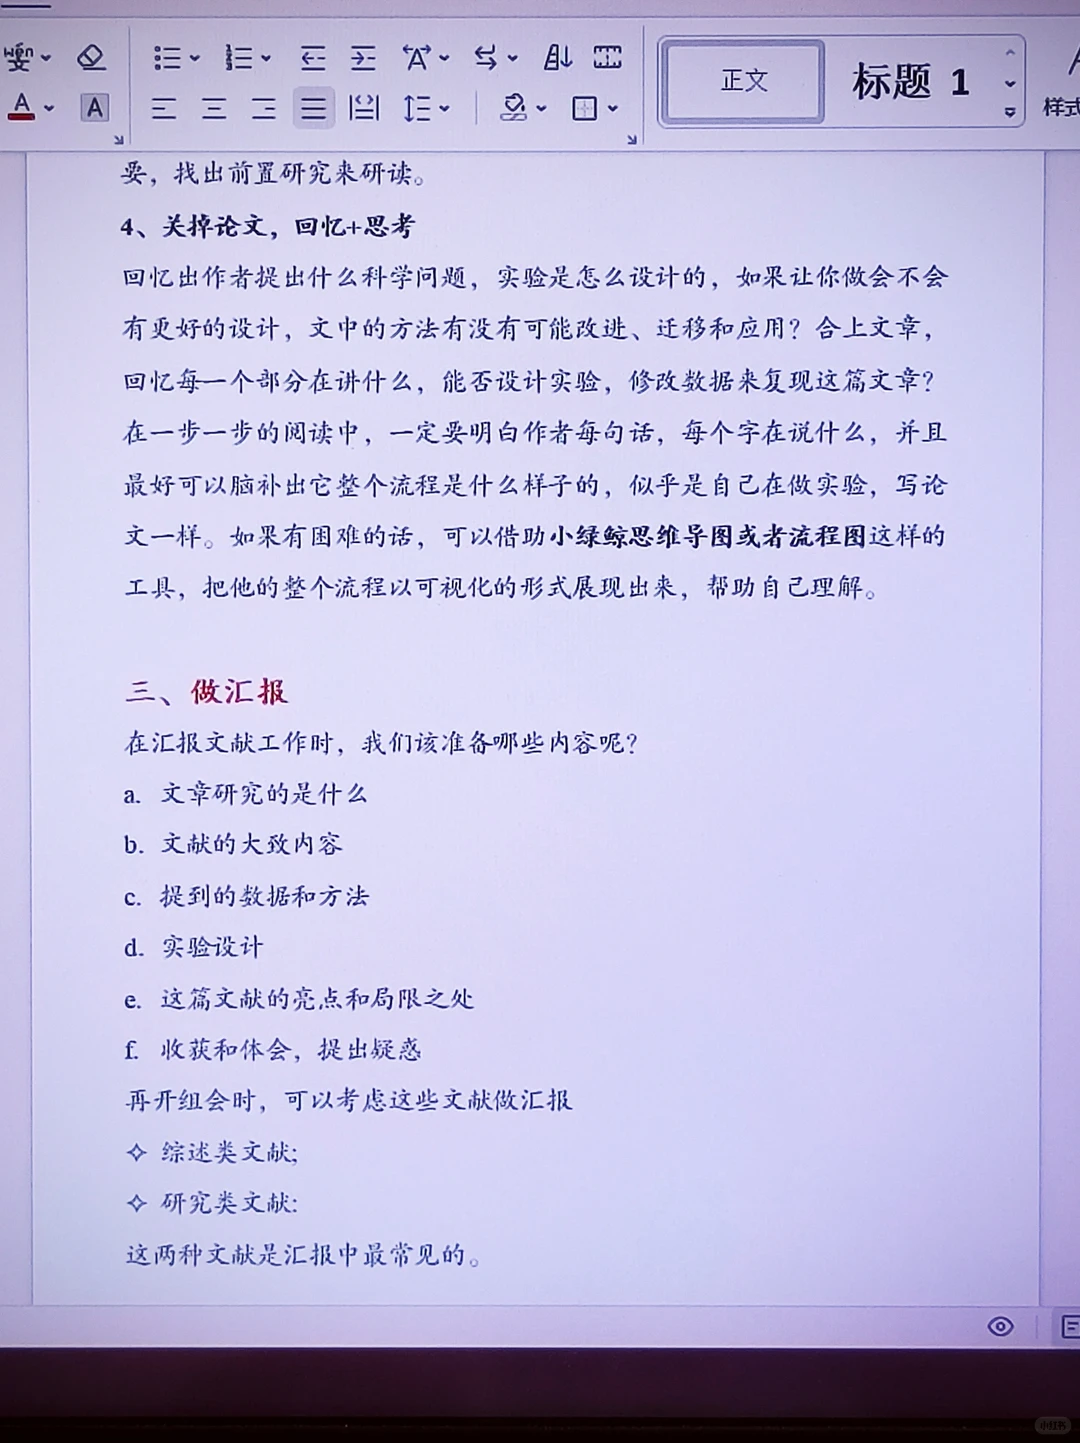 wén
A
A
正文
标题 1
样式
要，找出前置研究来研读。
4、关掉论文，回忆+思考
回忆出作者提出什么科学问题，实验是怎么设计的，如果让你做会不会
有更好的设计，文中的方法有没有可能改进、迁移和应用？合上文章，
回忆每一个部分在讲什么，能否设计实验，修改数据来复现这篇文章？
在一步一步的阅读中，一定要明白作者每句话，每个字在说什么，并且
最好可以脑补出它整个流程是什么样子的，似乎是自己在做实验，写论
文一样。如果有困难的话，可以借助小绿鲸思维导图或者流程图这样的
工具，把他的整个流程以可视化的形式展现出来，帮助自己理解。
三、做汇报
在汇报文献工作时，我们该准备哪些内容呢？
a. 文章研究的是什么
b. 文献的大致内容
c. 提到的数据和方法
d. 实验设计
e. 这篇文献的亮点和局限之处
f. 收获和体会，提出疑惑
再开组会时，可以考虑这些文献做汇报
✧ 综述类文献;
✧ 研究类文献:
这两种文献是汇报中最常见的。
小红书